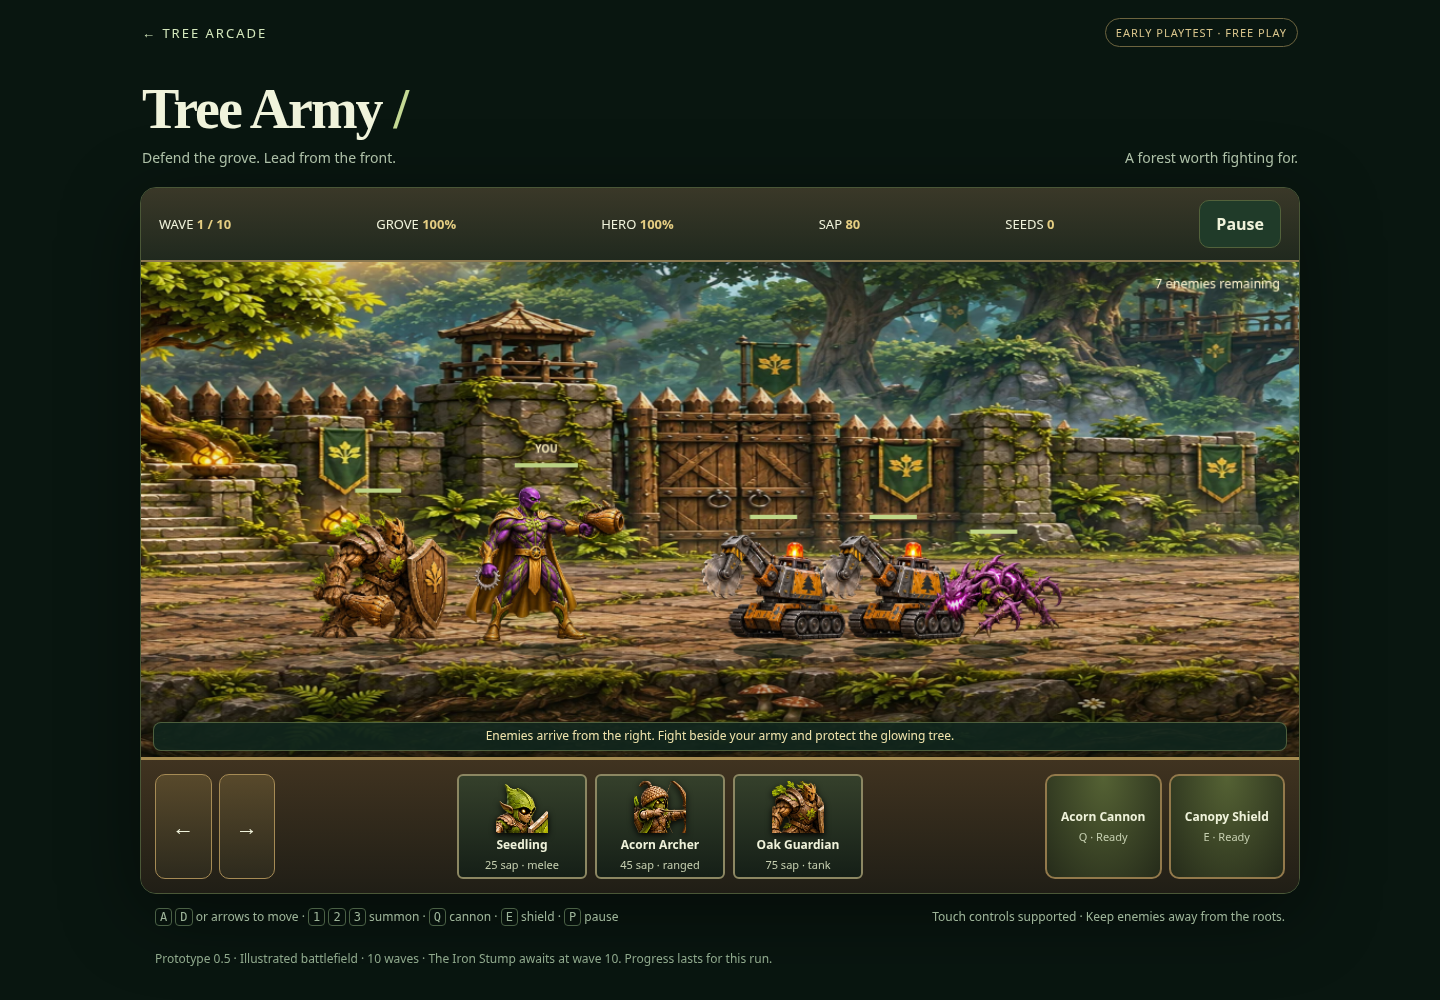 ← TREE ARCADE
EARLY PLAYTEST · FREE PLAY
Tree Army /
Defend the grove. Lead from the front.
A forest worth fighting for.
WAVE 1 / 10
GROVE 100%
HERO 100%
SAP 80
SEEDS 0
Pause
7 enemies remaining
YOU
Enemies arrive from the right. Fight beside your army and protect the glowing tree.
← →
Seedling
25 sap · melee
Acorn Archer
45 sap · ranged
Oak Guardian
75 sap · tank
Acorn Cannon
Q · Ready
Canopy Shield
E · Ready
A D or arrows to move · 1 2 3 summon · Q cannon · E shield · P pause
Touch controls supported · Keep enemies away from the roots.
Prototype 0.5 · Illustrated battlefield · 10 waves · The Iron Stump awaits at wave 10. Progress lasts for this run.